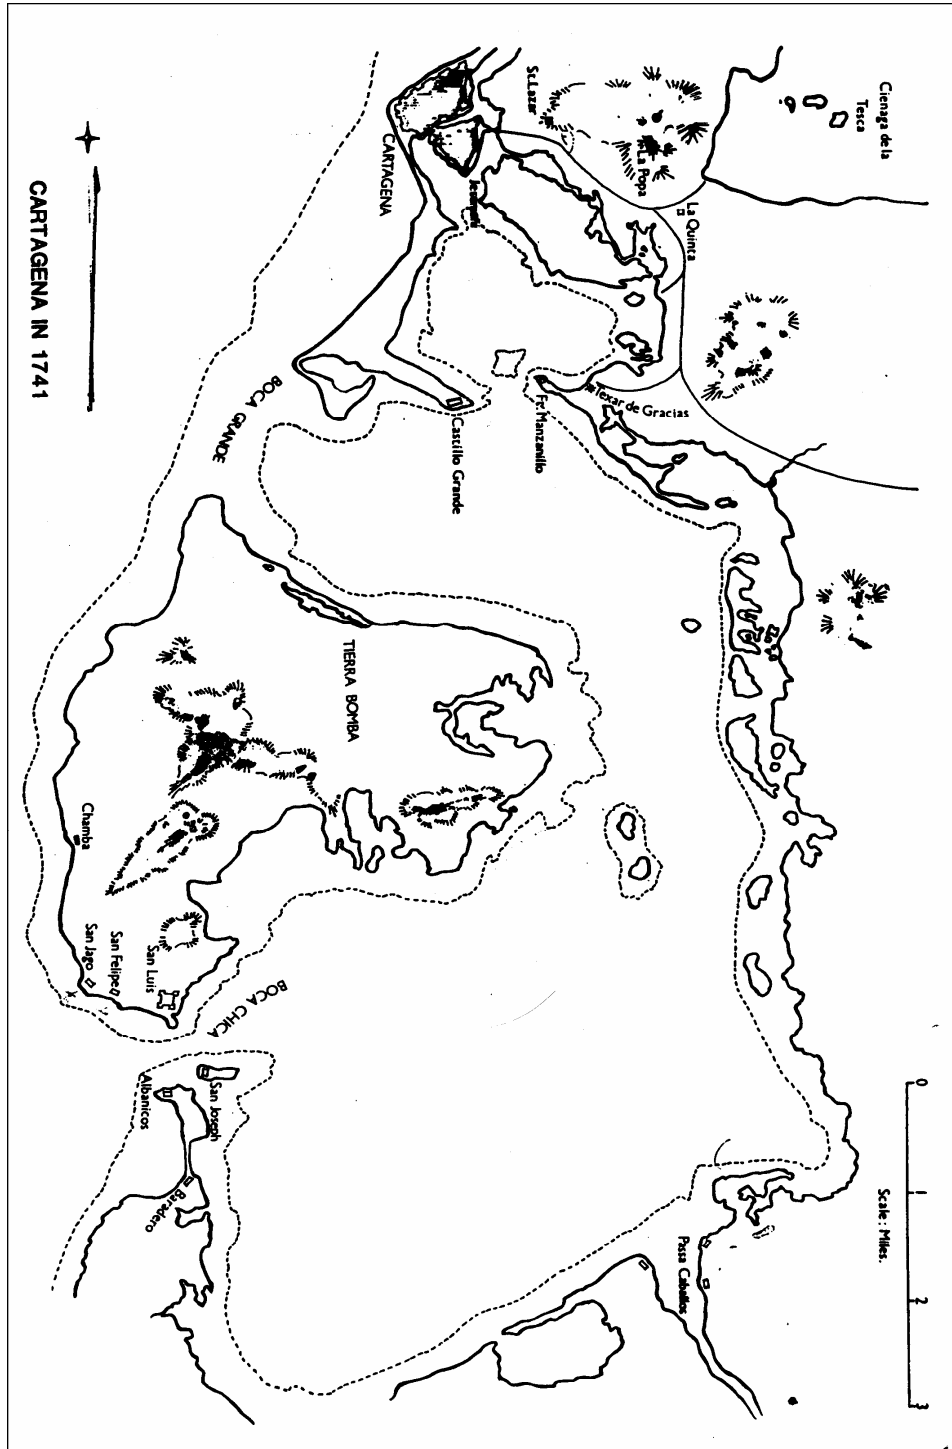 CARTAGENA IN 1741
Cienaga de la
Tesca
St. Lazar
La Popa
La Quinta
CARTAGENA
Texar de Gracias
Ft. Manzanillo
Castillo Grande
BOCA GRANDE
TIERRA BOMBA
Chamba
San Jago
San Felipe
San Luis
BOCA CHICA
San Joseph
Albanicos
Baradero
Passa Caballos
Scale: Miles.
0
1
2
3